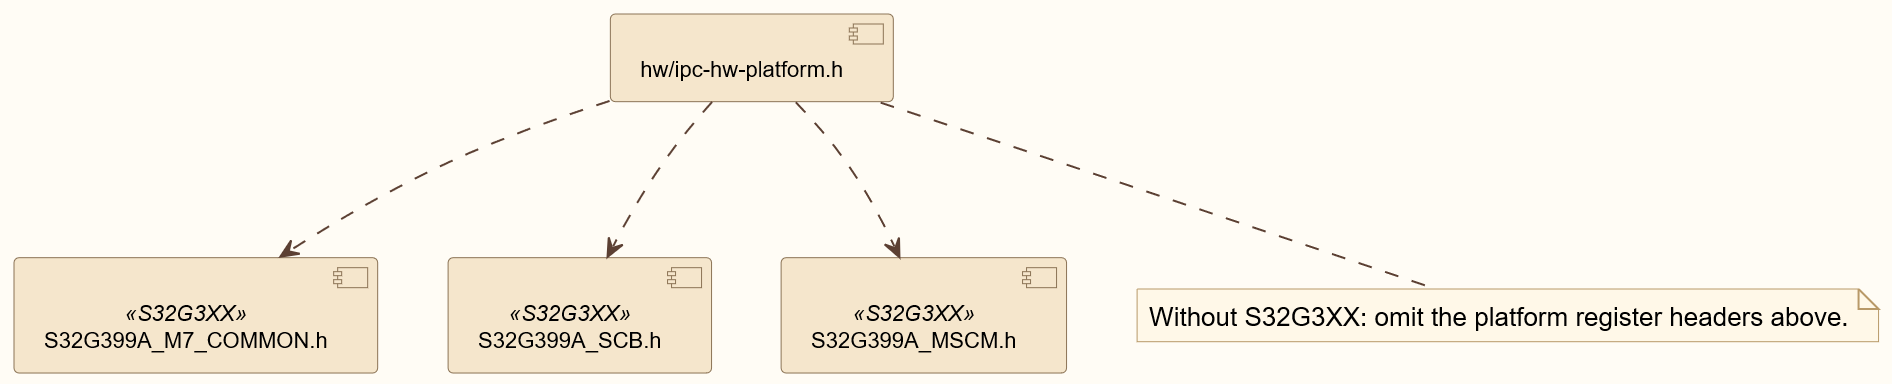 hw/ipc-hw-platform.h
«S32G3XX»
S32G399A_M7_COMMON.h
«S32G3XX»
S32G399A_SCB.h
«S32G3XX»
S32G399A_MSCM.h
Without S32G3XX: omit the platform register headers above.